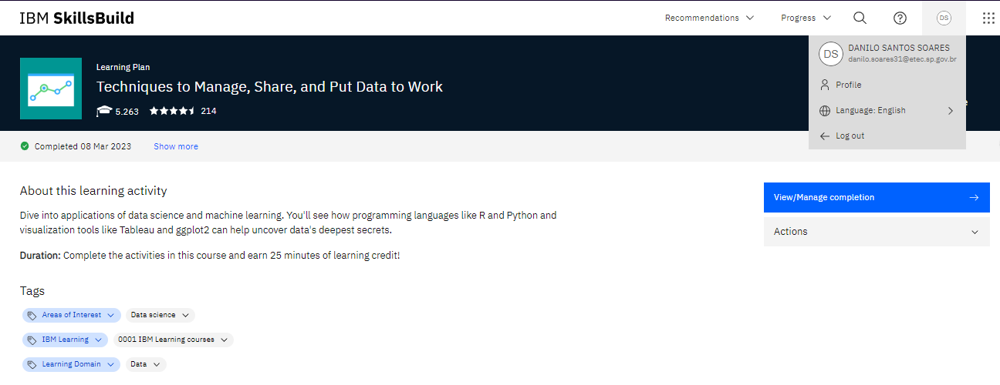 IBM SkillsBuild
Recommendations
Progress
DS
DS
DANILO SANTOS SOARES
danilo.soares31@etec.sp.gov.br
Profile
Language: English
Log out
Learning Plan
Techniques to Manage, Share, and Put Data to Work
5.263
214
Completed 08 Mar 2023
Show more
About this learning activity
Dive into applications of data science and machine learning. You'll see how programming languages like R and Python and
visualization tools like Tableau and ggplot2 can help uncover data's deepest secrets.
Duration: Complete the activities in this course and earn 25 minutes of learning credit!
View/Manage completion
Actions
Tags
Areas of Interest
Data science
IBM Learning
0001 IBM Learning courses
Learning Domain
Data